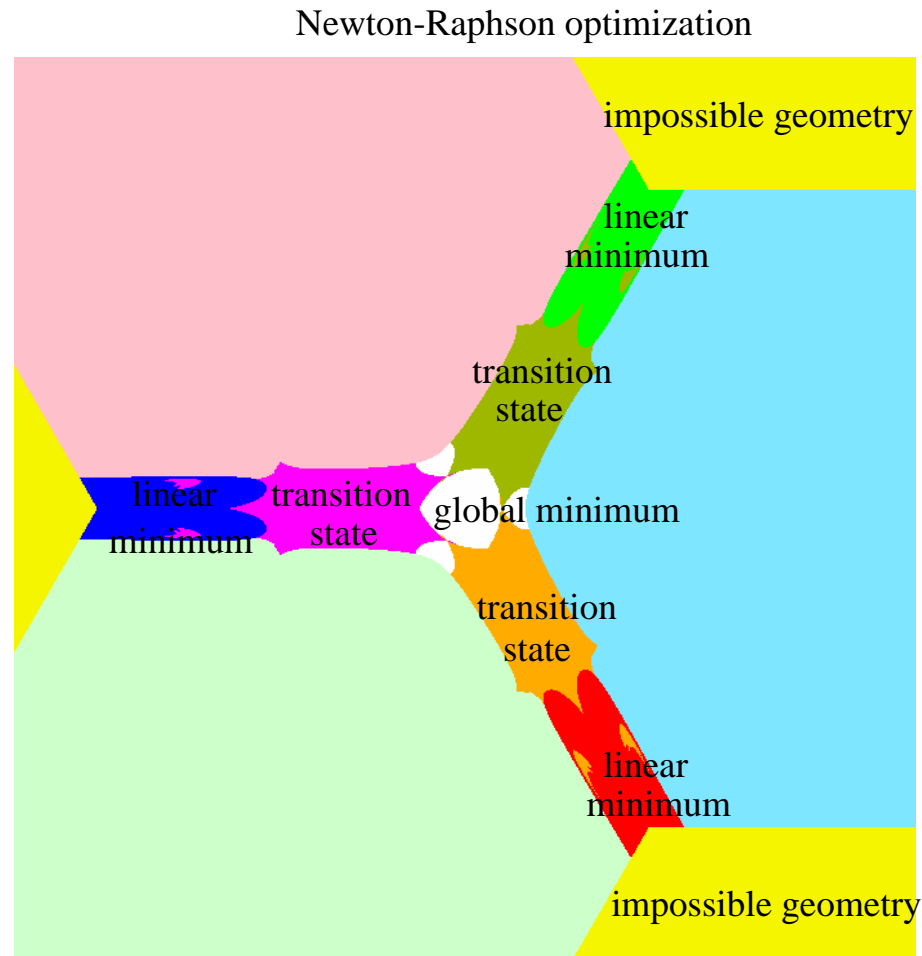 Newton-Raphson optimization
impossible geometry
linear
minimum
transition
state
linear
minimum
transition
state
global minimum
transition
state
linear
minimum
impossible geometry